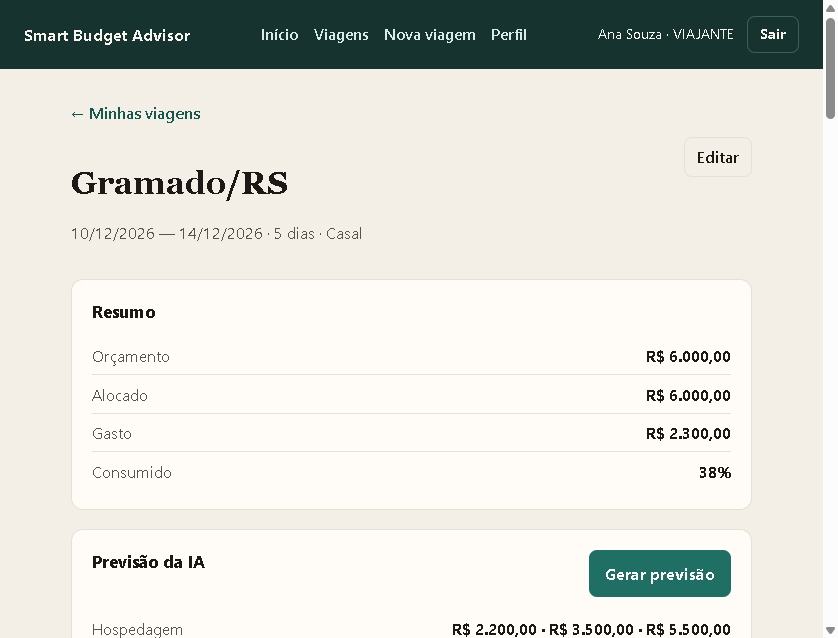 Smart Budget Advisor
Início Viagens Nova viagem Perfil
Ana Souza · VIAJANTE
Sair
← Minhas viagens
Editar
Gramado/RS
10/12/2026 — 14/12/2026 · 5 dias · Casal
Resumo
Orçamento R$ 6.000,00
Alocado R$ 6.000,00
Gasto R$ 2.300,00
Consumido 38%
Previsão da IA
Gerar previsão
Hospedagem R$ 2.200,00 · R$ 3.500,00 · R$ 5.500,00